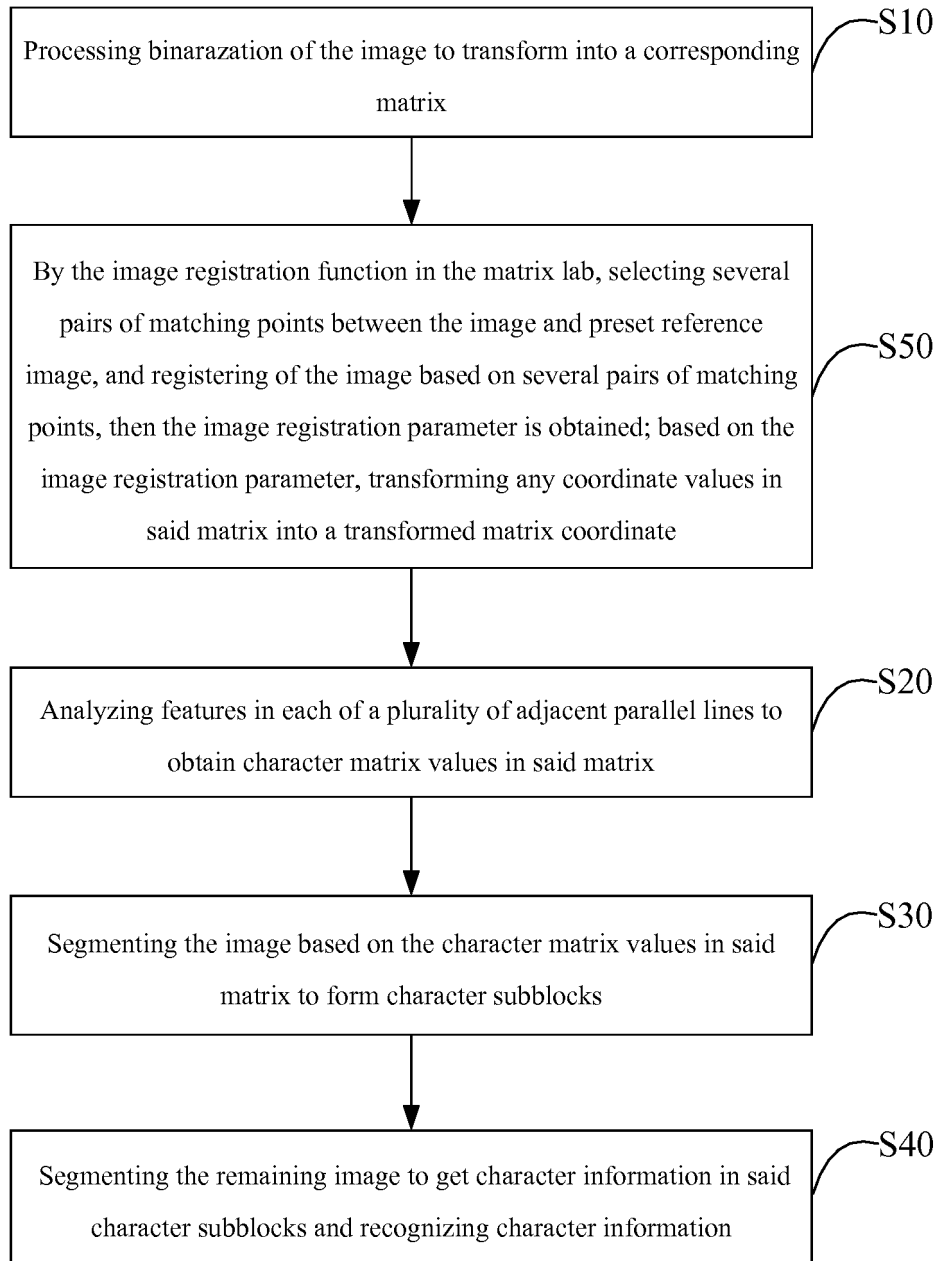 S10
Processing binarazation of the image to transform into a corresponding
matrix
By the image registration function in the matrix lab, selecting several
pairs of matching points between the image and preset reference
S50
image, and registering of the image based on several pairs of matching
points, then the image registration parameter is obtained; based on the
image registration parameter, transforming any coordinate values in
said matrix into a transformed matrix coordinate
S20
Analyzing features in each of a plurality of adjacent parallel lines to
obtain character matrix values in said matrix
S30
Segmenting the image based on the character matrix values in said
matrix to form character subblocks
S40
Segmenting the remaining image to get character information in said
character subblocks and recognizing character information